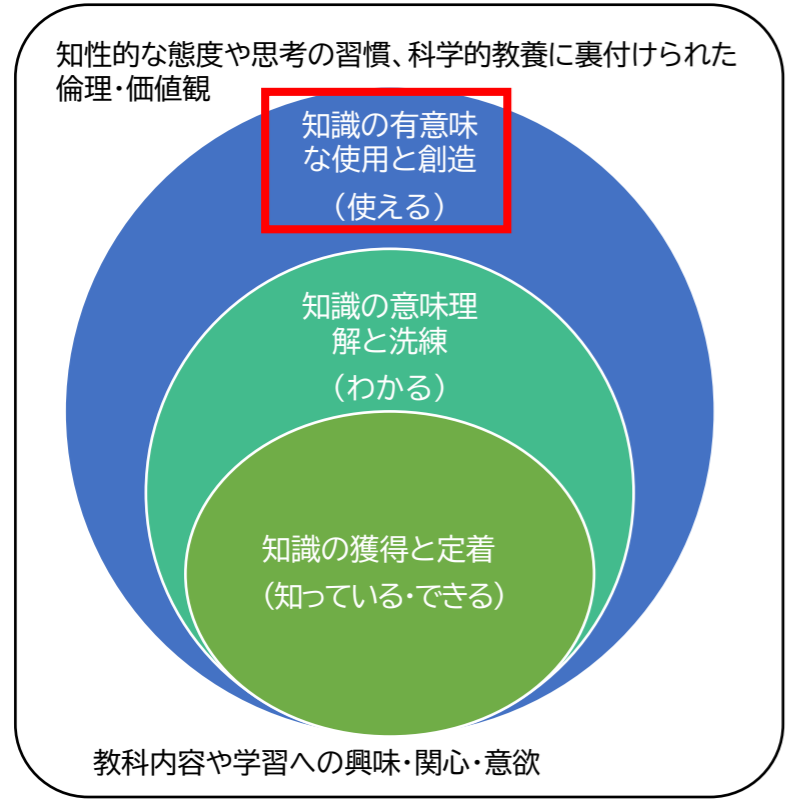 知性的な態度や思考の習慣、科学的教養に裏付けられた
倫理・価値観
知識の有意味
な使用と創造
（使える）
知識の意味理
解と洗練
（わかる）
知識の獲得と定着
（知っている・できる）
教科内容や学習への興味・関心・意欲